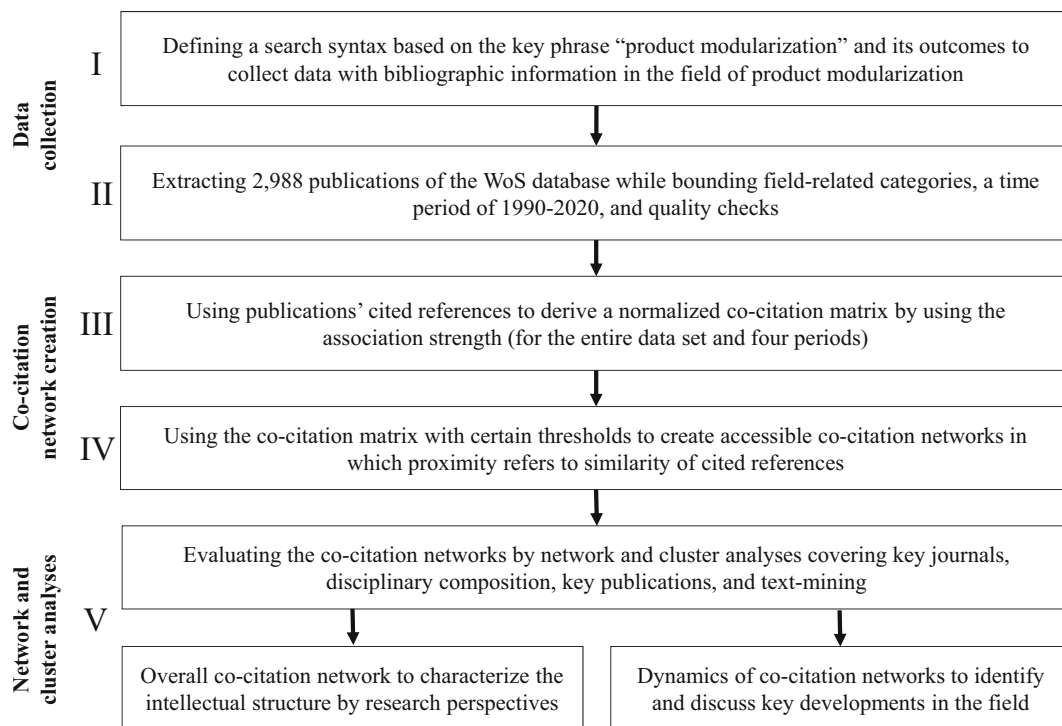 Data
collection
I
Defining a search syntax based on the key phrase “product modularization” and its outcomes to
collect data with bibliographic information in the field of product modularization
II
Extracting 2,988 publications of the WoS database while bounding field-related categories, a time
period of 1990-2020, and quality checks
Co-citation
network creation
III
Using publications’ cited references to derive a normalized co-citation matrix by using the
association strength (for the entire data set and four periods)
IV
Using the co-citation matrix with certain thresholds to create accessible co-citation networks in
which proximity refers to similarity of cited references
Network and
cluster analyses
V
Evaluating the co-citation networks by network and cluster analyses covering key journals,
disciplinary composition, key publications, and text-mining
Overall co-citation network to characterize the
intellectual structure by research perspectives
Dynamics of co-citation networks to identify
and discuss key developments in the field